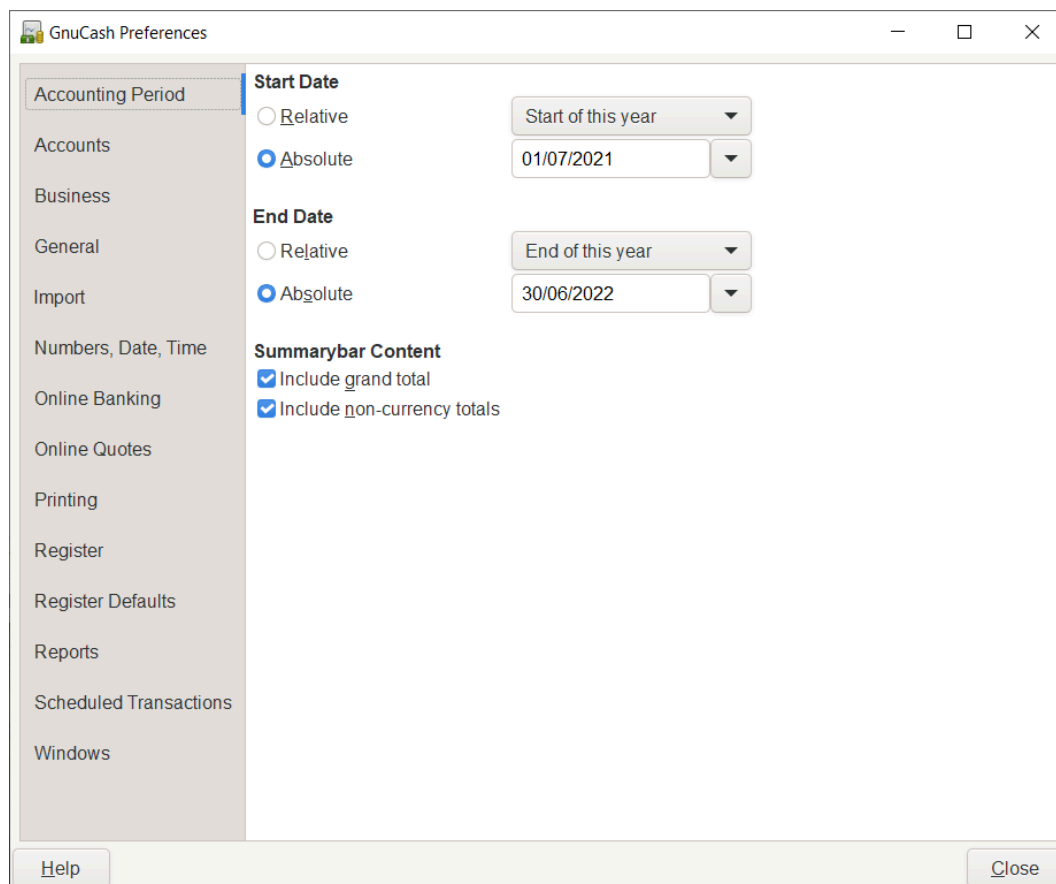 GnuCash Preferences
Accounting Period
Accounts
Business
General
Import
Numbers, Date, Time
Online Banking
Online Quotes
Printing
Register
Register Defaults
Reports
Scheduled Transactions
Windows
Start Date
Relative Start of this year
Absolute 01/07/2021
End Date
Relative End of this year
Absolute 30/06/2022
Summarybar Content
Include grand total
Include non-currency totals
Help Close